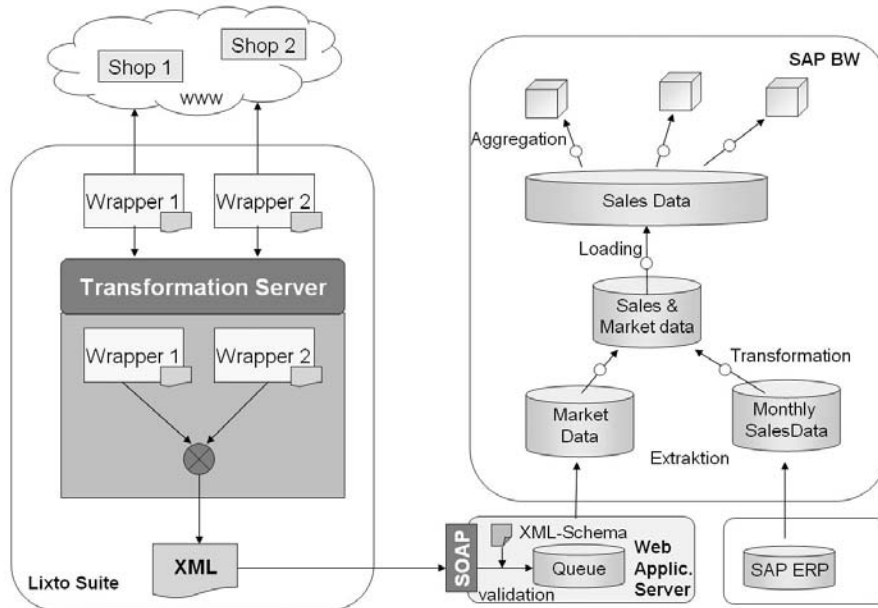 Shop 1
Shop 2
WWW
Wrapper 1
Wrapper 2
Transformation Server
Wrapper 1
Wrapper 2
XML
Lixto Suite
SAP BW
Aggregation
Sales Data
Loading
Sales &
Market data
Transformation
Market
Data
Monthly
SalesData
Extraktion
SOAP
XML-Schema
validation
Queue
Web
Applic.
Server
SAP ERP